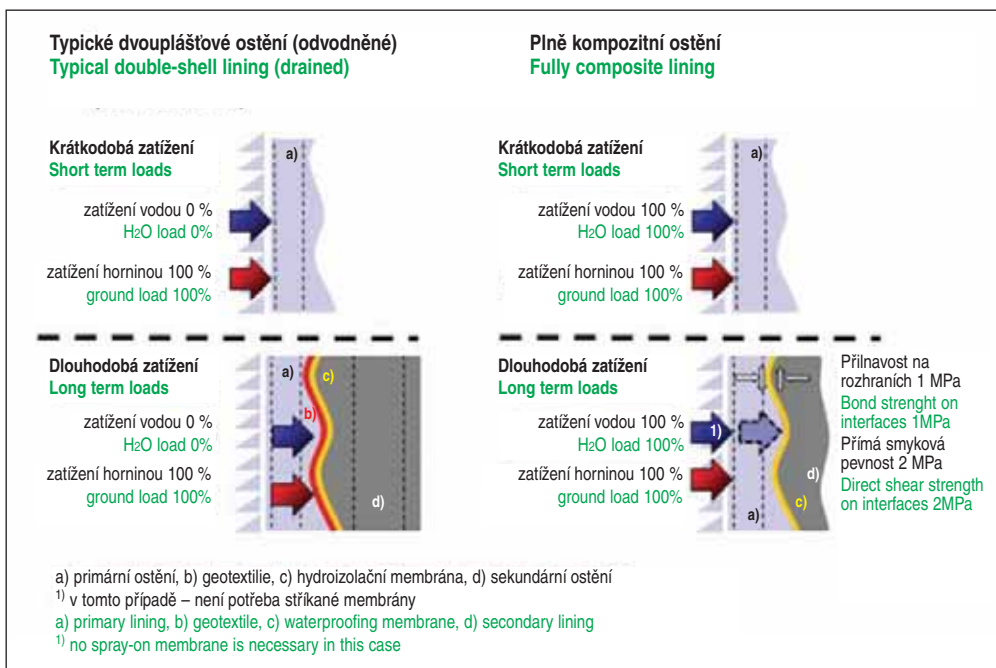 Typické dvouplášťové ostění (odvodněné)
Typical double-shell lining (drained)
Krátkodobá zatížení
Short term loads
a)
zatížení vodou 0 %
H2O load 0%
zatížení horninou 100 %
ground load 100%
Dlouhodobá zatížení
Long term loads
a)
c)
b)
zatížení vodou 0 %
H2O load 0%
zatížení horninou 100 %
ground load 100%
d)
Plně kompozitní ostění
Fully composite lining
Krátkodobá zatížení
Short term loads
a)
zatížení vodou 100 %
H2O load 100%
zatížení horninou 100 %
ground load 100%
Dlouhodobá zatížení
Long term loads
zatížení vodou 100 %
H2O load 100%
1)
zatížení horninou 100 %
ground load 100%
d)
c)
a)
Přilnavost na
rozhraních 1 MPa
Bond strenght on
interfaces 1MPa
Přímá smyková
pevnost 2 MPa
Direct shear strength
on interfaces 2MPa
a) primární ostění, b) geotextilie, c) hydroizolační membrána, d) sekundární ostění
1) v tomto případě – není potřeba stříkané membrány
a) primary lining, b) geotextile, c) waterproofing membrane, d) secondary lining
1) no spray-on membrane is necessary in this case